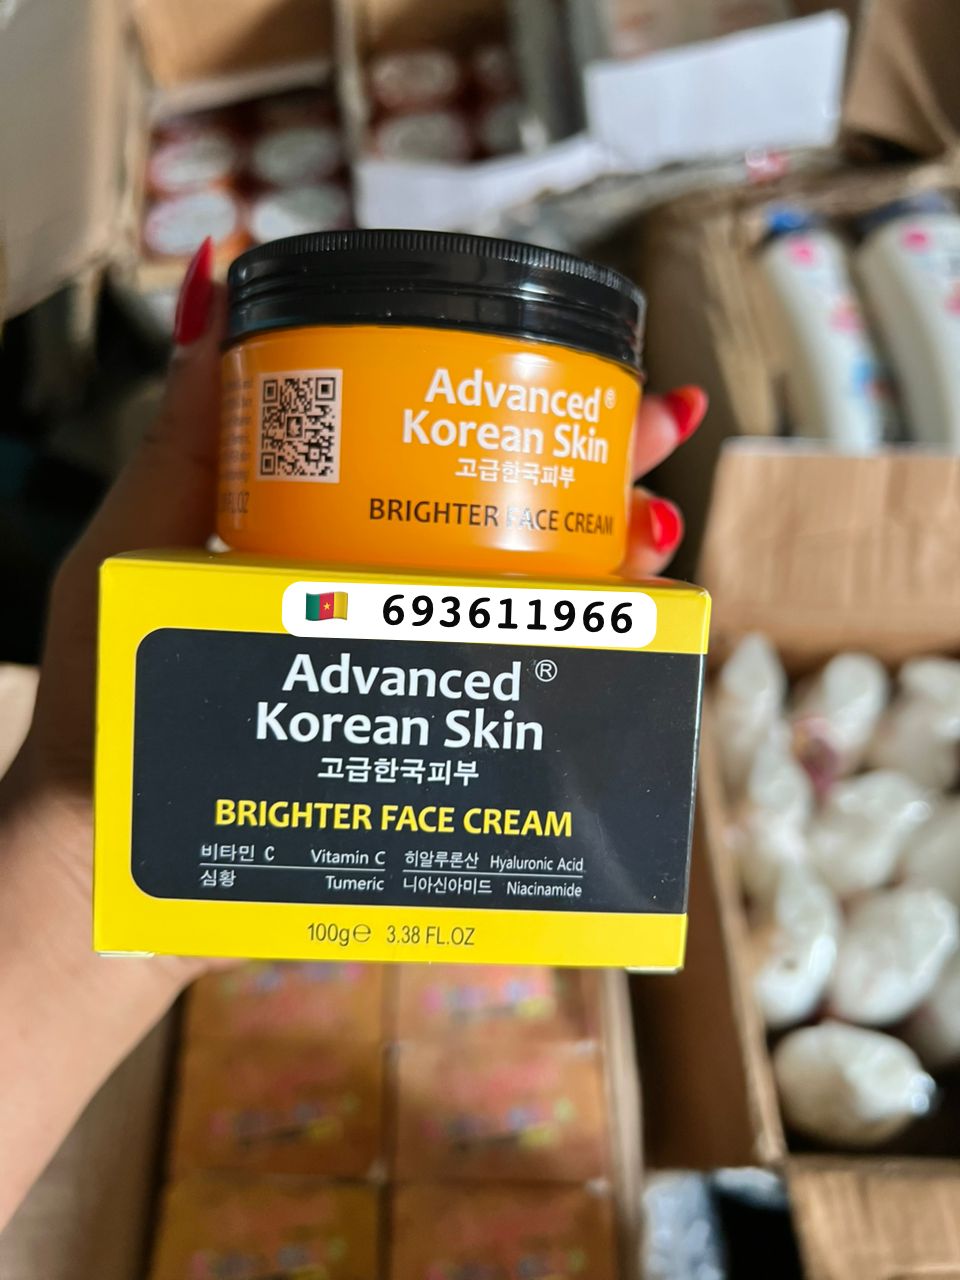 Advanced®
Korean Skin
고급한국피부
BRIGHTER FACE CREAM
693611966
Advanced®
Korean Skin
고급한국피부
BRIGHTER FACE CREAM
비타민 C Vitamin C 히알루론산 Hyaluronic Acid
심황 Tumeric 니아신아미드 Niacinamide
100g℮ 3.38 FL.OZ